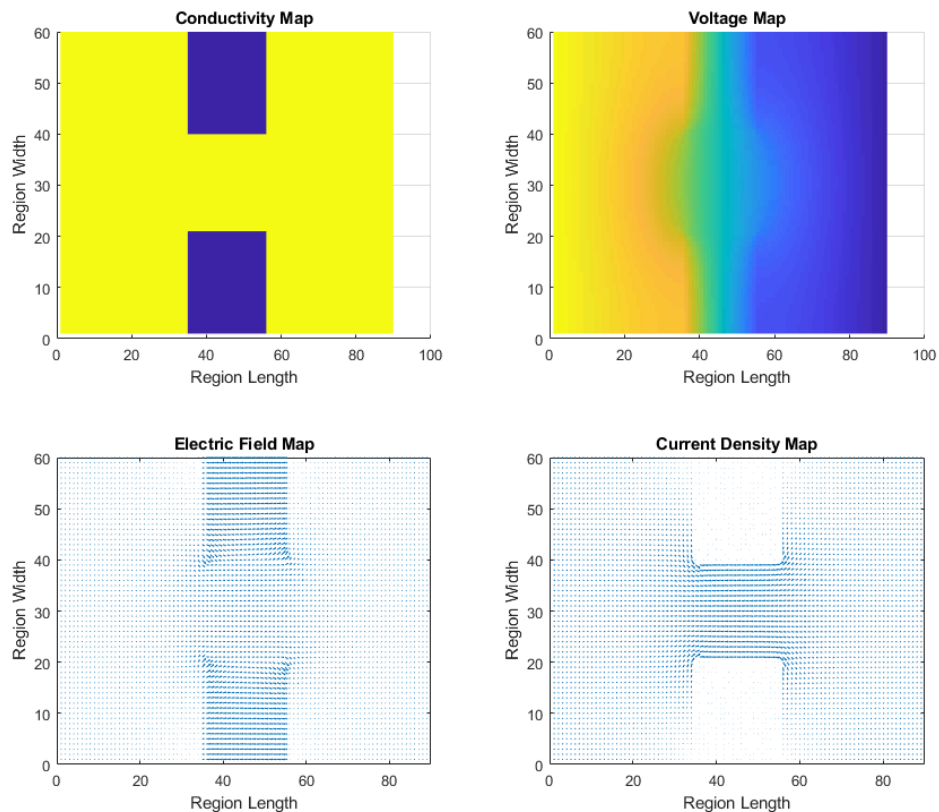 Conductivity Map
60
50
40
30
20
10
0
Region Width
0 20 40 60 80 100
Region Length
Voltage Map
60
50
40
30
20
10
0
Region Width
0 20 40 60 80 100
Region Length
Electric Field Map
60
50
40
30
20
10
0
Region Width
0 20 40 60 80
Region Length
Current Density Map
60
50
40
30
20
10
0
Region Width
0 20 40 60 80
Region Length